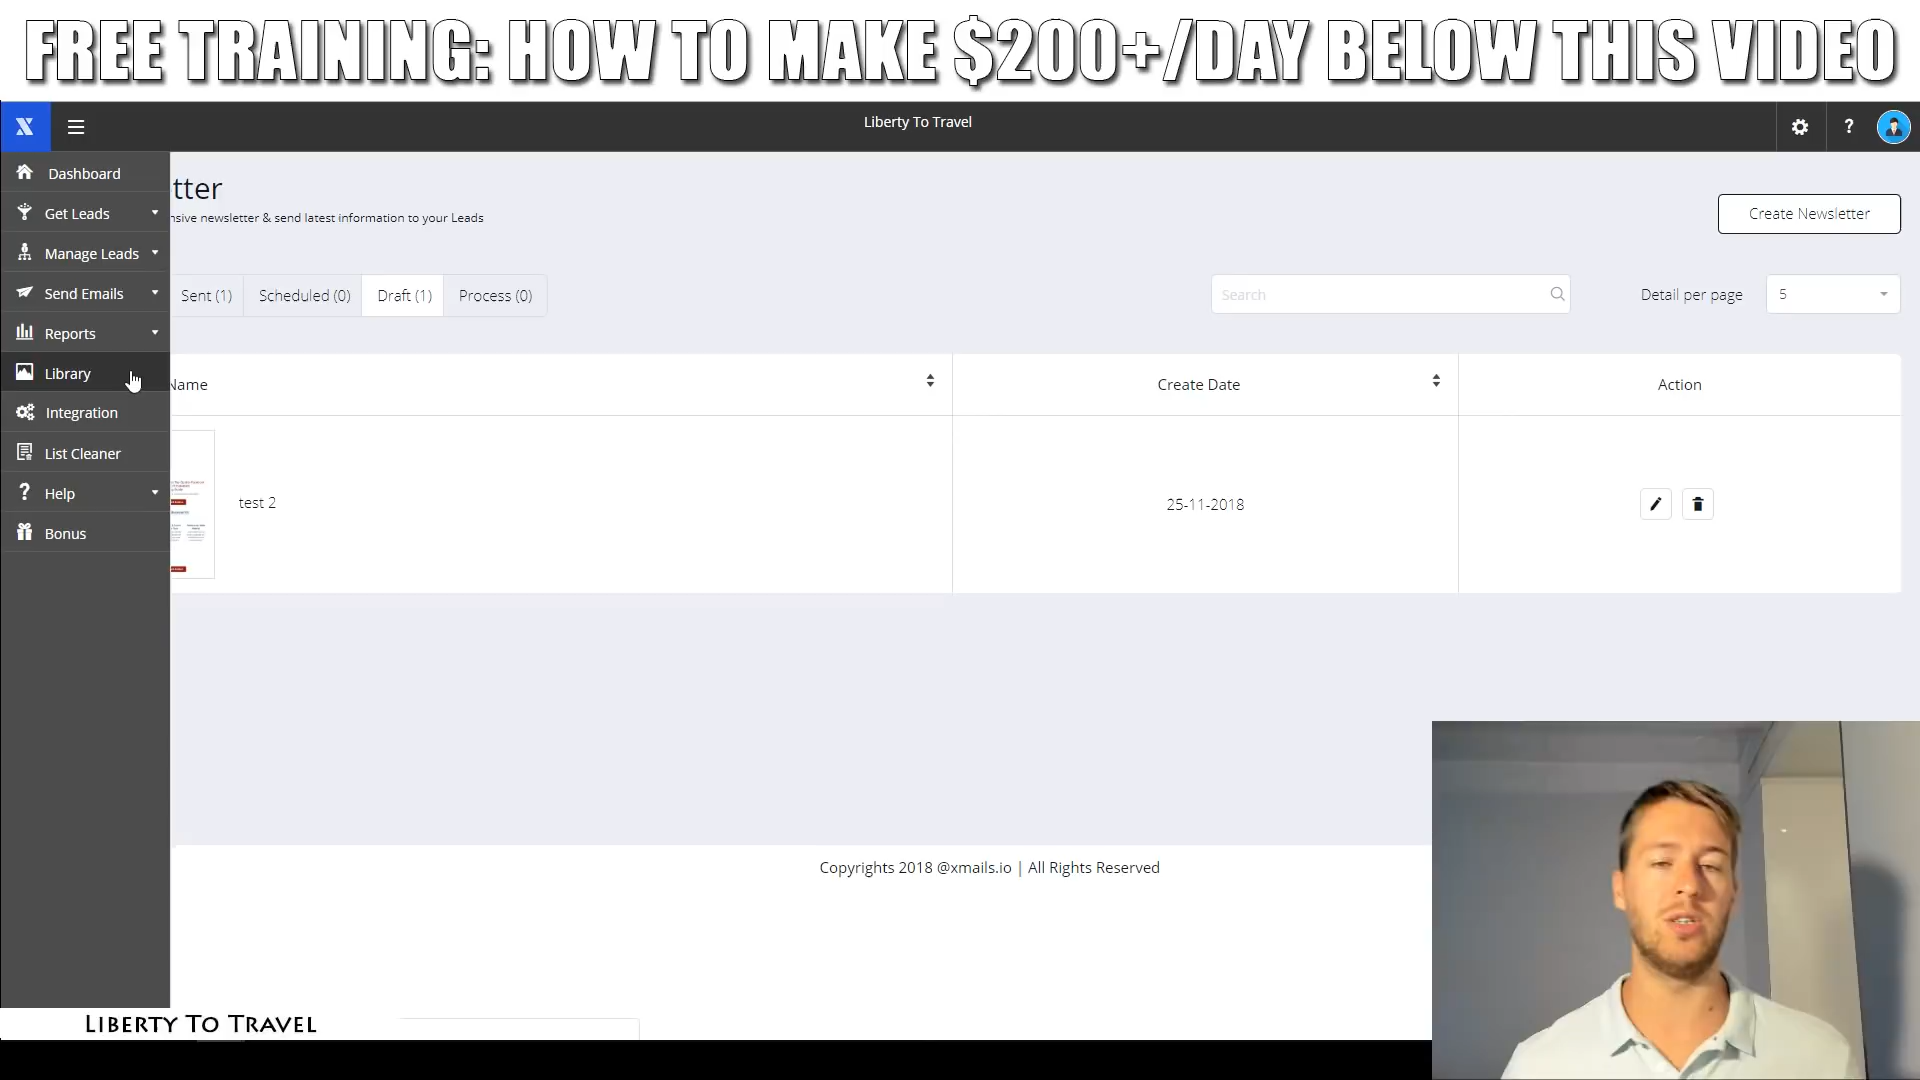 FREE TRAINING: HOW TO MAKE $200+/DAY BELOW THIS VIDEO
X
Liberty To Travel
?
Dashboard
Get Leads
Manage Leads
Send Emails
Reports
Library
Integration
List Cleaner
? Help
Bonus
tter
nsive newsletter & send latest information to your Leads
Create Newsletter
Sent (1)
Scheduled (0)
Draft (1)
Process (0)
Search
Detail per page
5
Name
Create Date
Action
test 2
25-11-2018
Copyrights 2018 @xmails.io | All Rights Reserved
LIBERTY TO TRAVEL